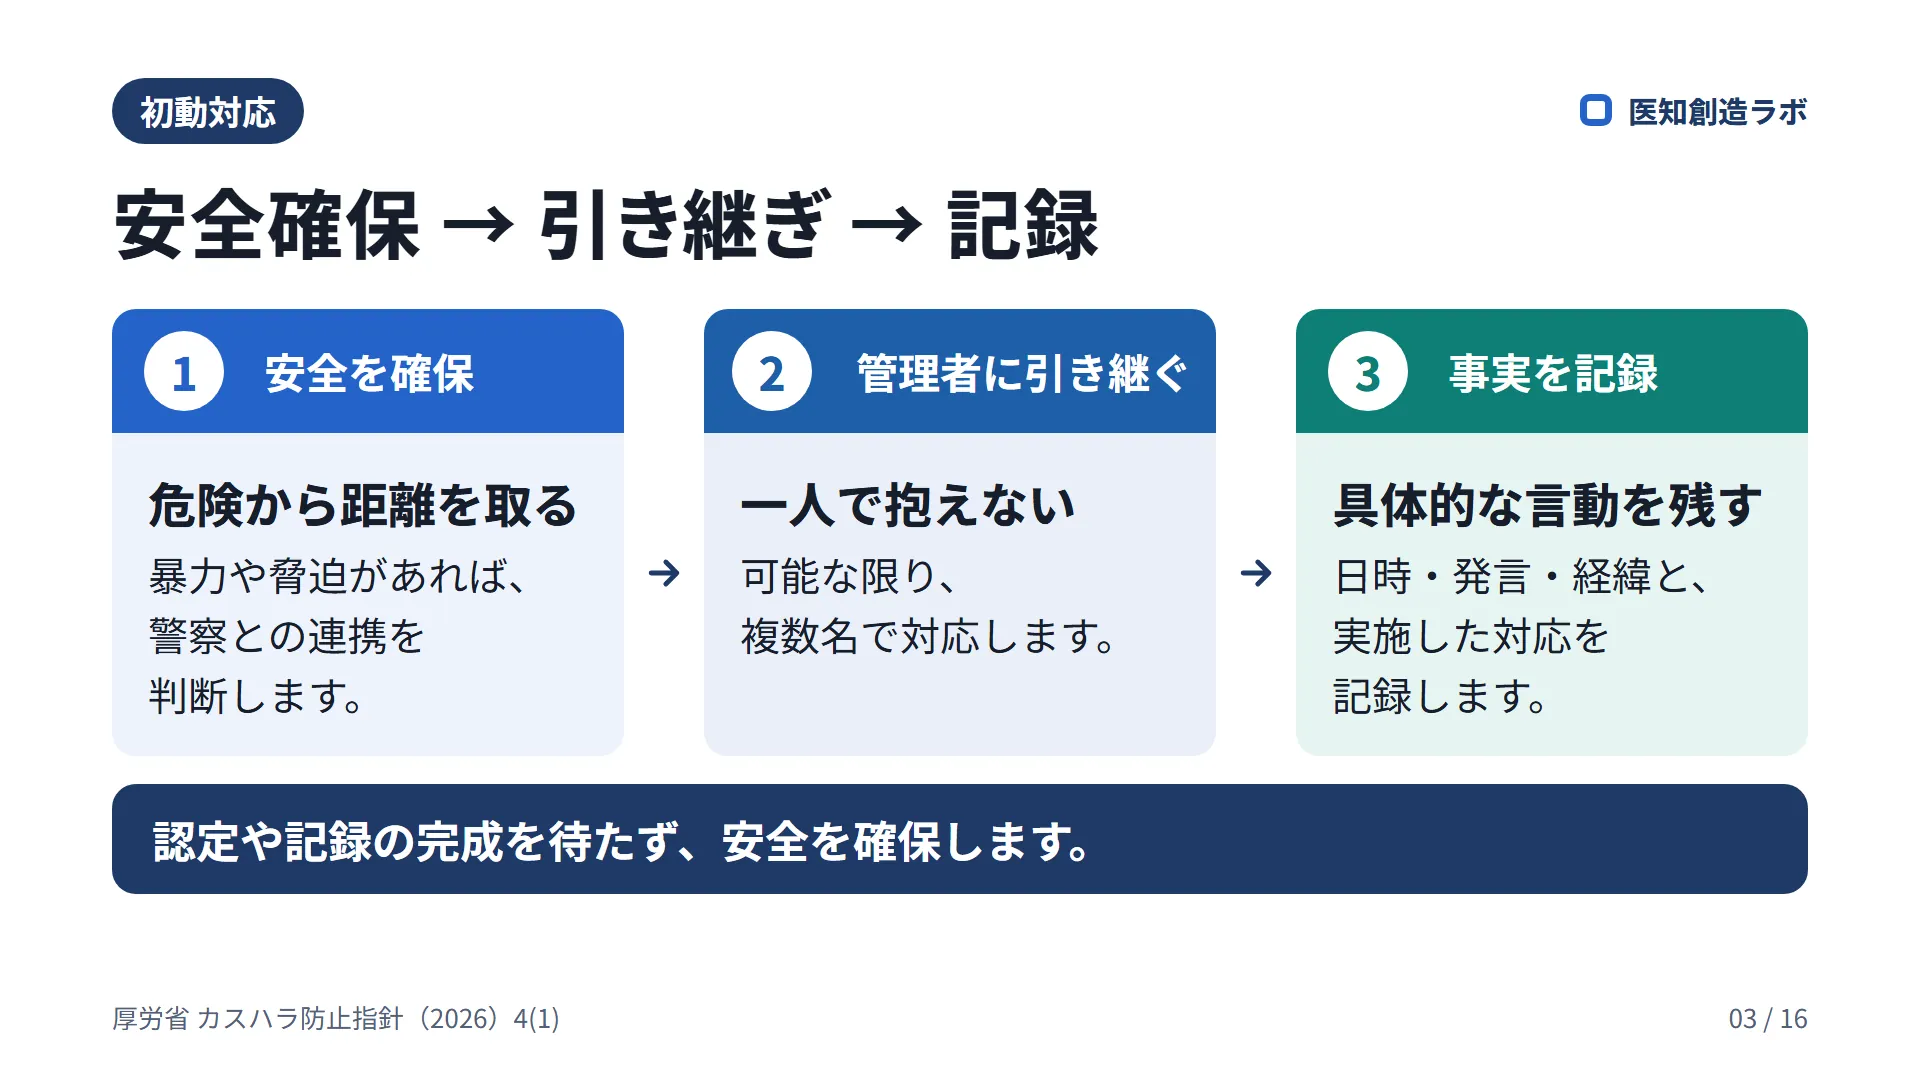 初動対応
医知創造ラボ
安全確保 → 引き継ぎ → 記録
1 安全を確保
危険から距離を取る
暴力や脅迫があれば、
警察との連携を
判断します。
→
2 管理者に引き継ぐ
一人で抱えない
可能な限り、
複数名で対応します。
→
3 事実を記録
具体的な言動を残す
日時・発言・経緯と、
実施した対応を
記録します。
認定や記録の完成を待たず、安全を確保します。
厚労省 カスハラ防止指針（2026）4(1)
03 / 16